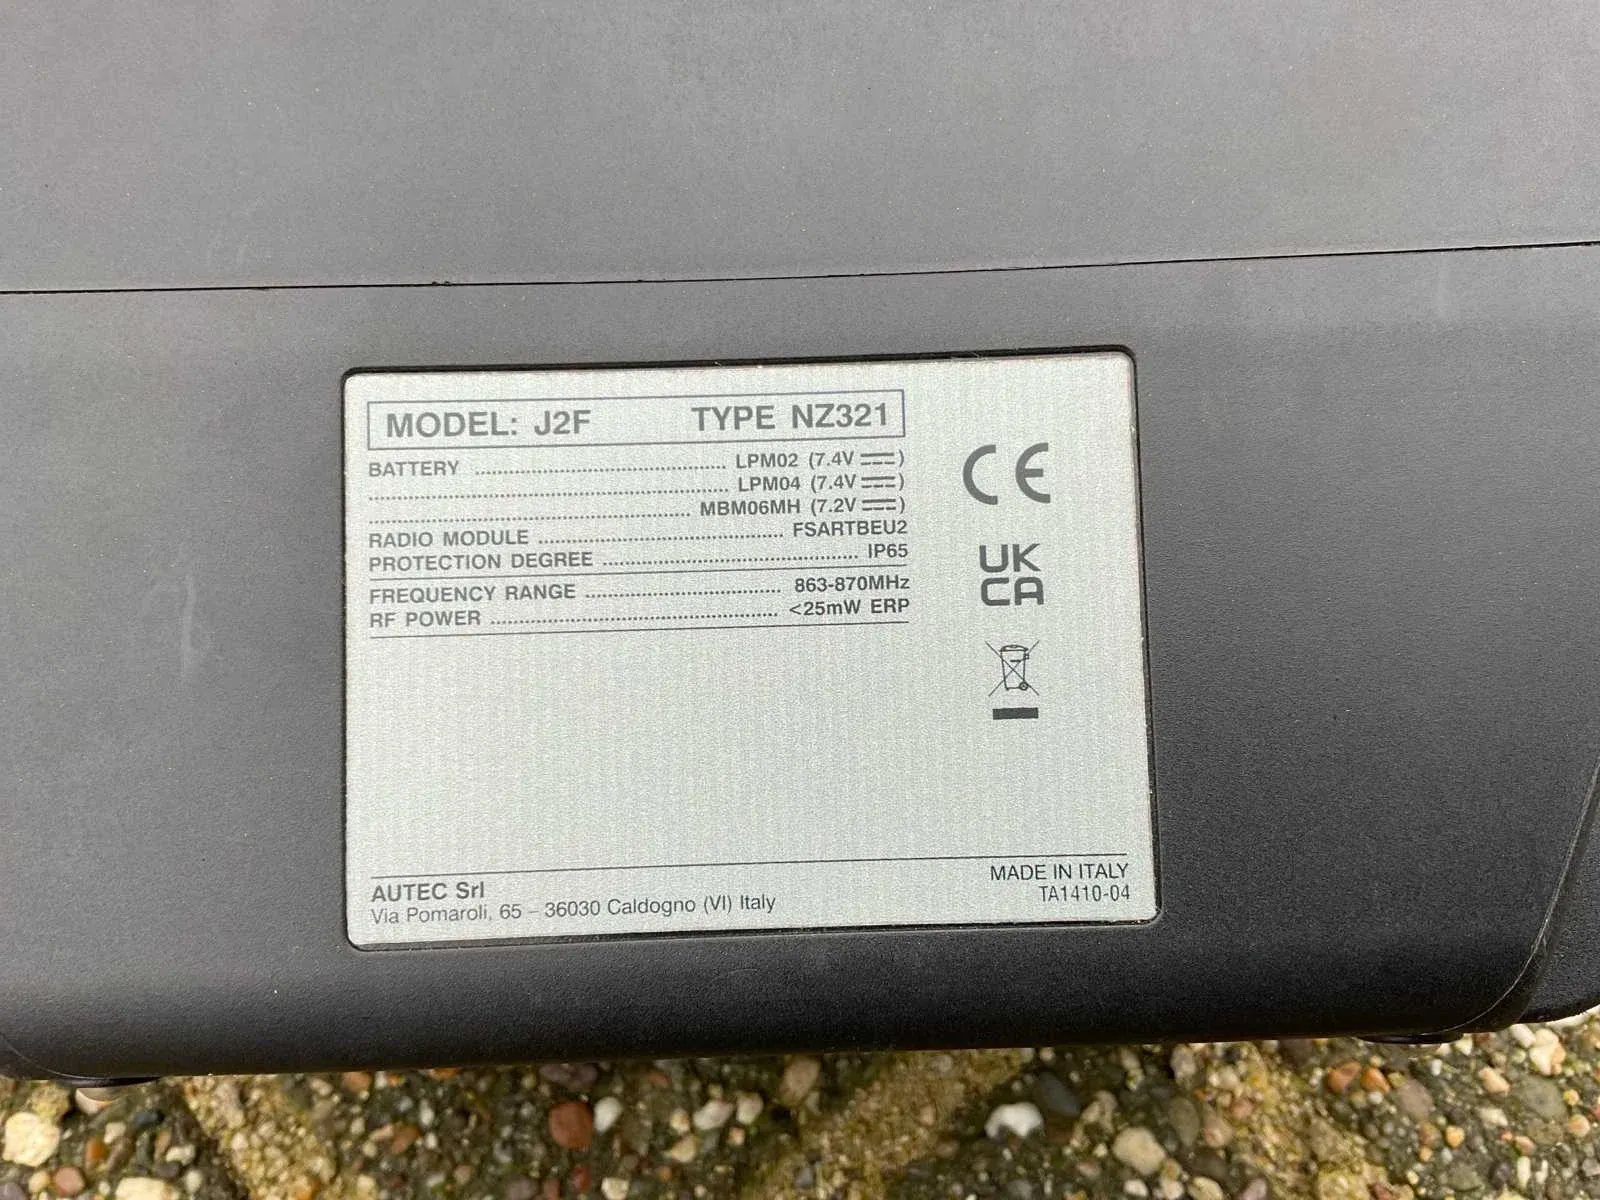 MODEL: J2F TYPE NZ321
BATTERY ........................................ LPM02 (7.4V ⎓)
........................................ LPM04 (7.4V ⎓)
........................................ MBM06MH (7.2V ⎓)
RADIO MODULE ........................................ FSARTBEU2
PROTECTION DEGREE ........................................ IP65
FREQUENCY RANGE ........................................ 863-870MHz
RF POWER ........................................ <25mW ERP
CE
UK
CA
AUTEC Srl
Via Pomaroli, 65 – 36030 Caldogno (VI) Italy
MADE IN ITALY
TA1410-04